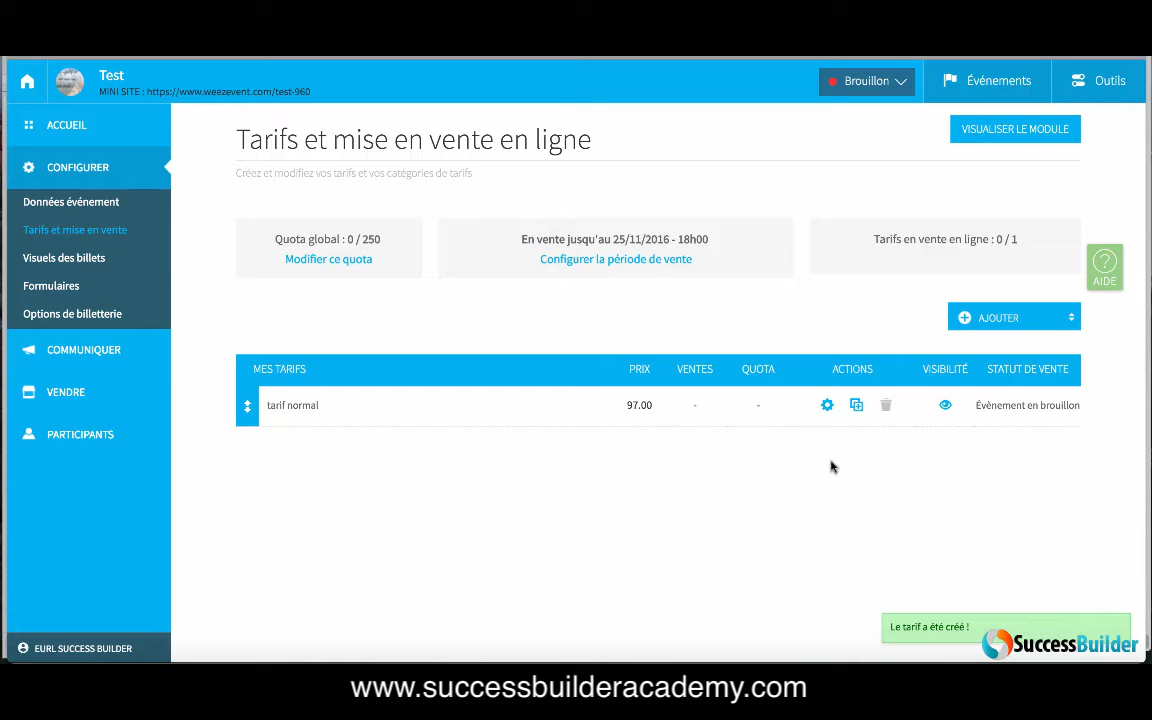 Test
MINI SITE : https://www.weezevent.com/test-960
Brouillon
Événements
Outils
ACCUEIL
CONFIGURER
Données événement
Tarifs et mise en vente
Visuels des billets
Formulaires
Options de billetterie
COMMUNIQUER
VENDRE
PARTICIPANTS
EURL SUCCESS BUILDER
Tarifs et mise en vente en ligne
VISUALISER LE MODULE
Créez et modifiez vos tarifs et vos catégories de tarifs
Quota global : 0 / 250
Modifier ce quota
En vente jusqu'au 25/11/2016 - 18h00
Configurer la période de vente
Tarifs en vente en ligne : 0 / 1
? AIDE
AJOUTER
MES TARIFS PRIX VENTES QUOTA ACTIONS VISIBILITÉ STATUT DE VENTE
tarif normal 97.00 - - Évènement en brouillon
Le tarif a été créé !
SuccessBuilder
www.successbuilderacademy.com